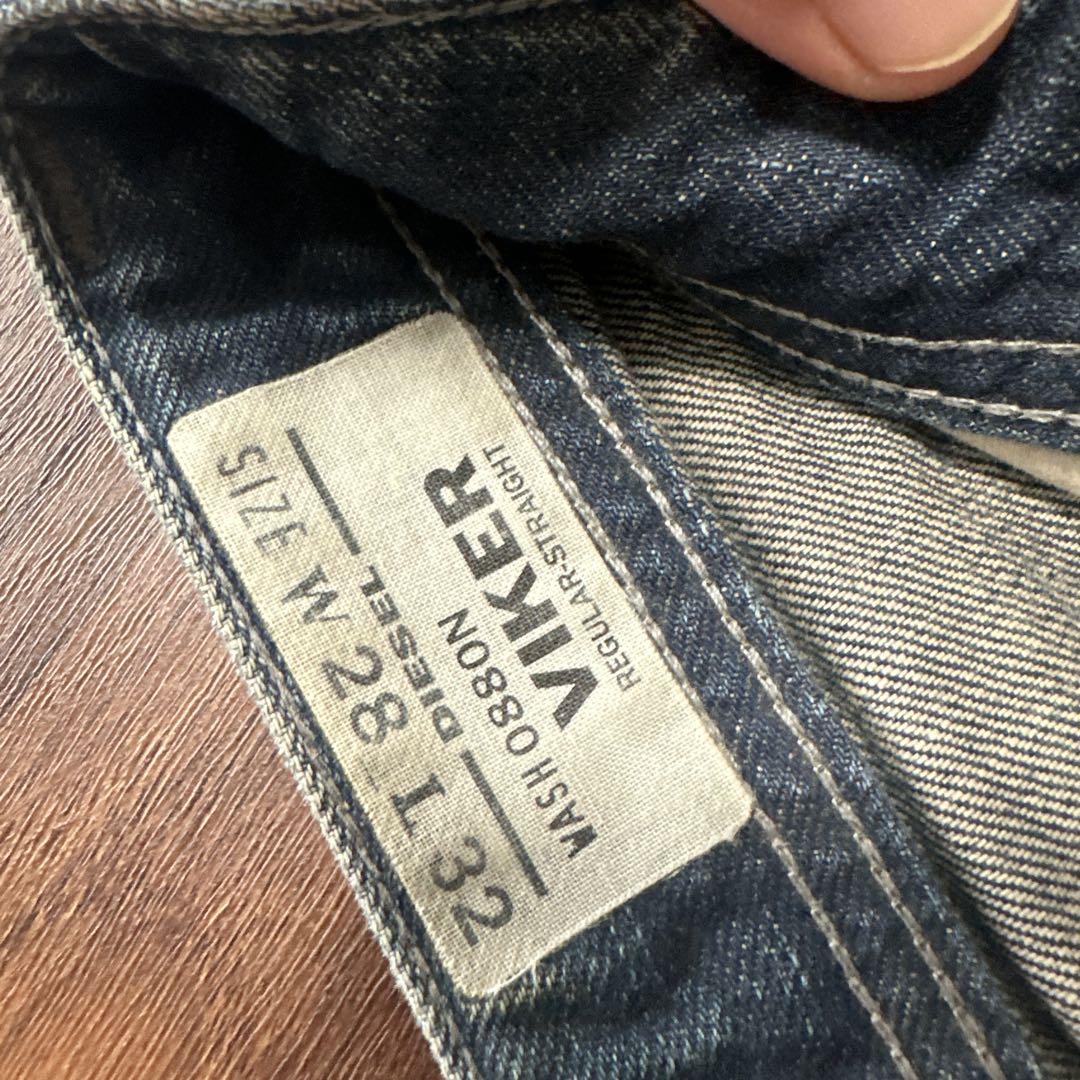 SIZE W 28 L 32
DIESEL
WASH 0880N
VIKER
REGULAR-STRAIGHT